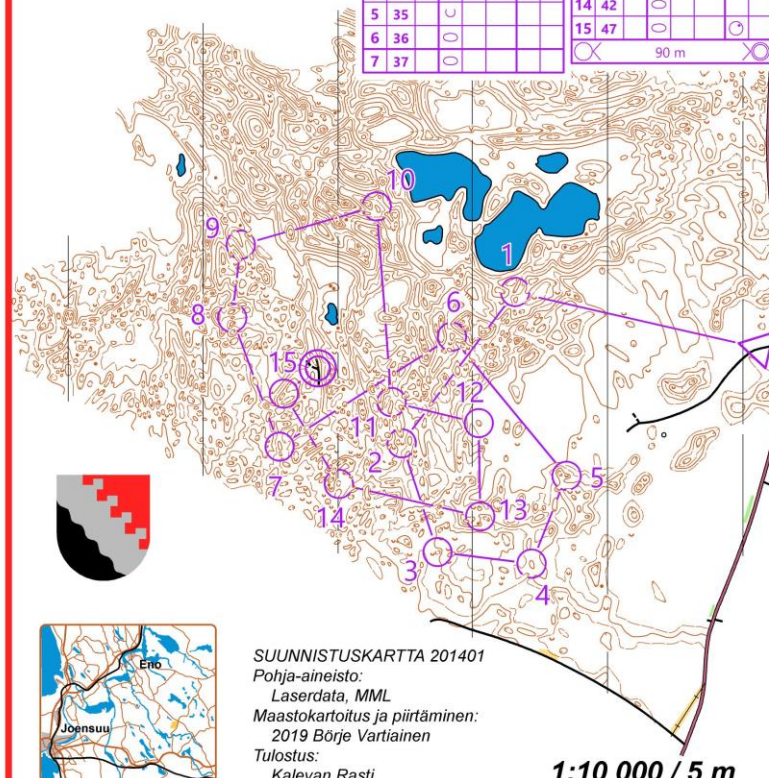 5 35
6 36
7 37
14 42
15 47
90 m
10
9
1
8
6
15
12
11
2
5
7
13
14
3
4
Eno
Joensuu
SUUNNISTUSKARTTA 201401
Pohja-aineisto:
Laserdata, MML
Maastokartoitus ja piirtäminen:
2019 Börje Vartiainen
Tulostus:
Kalevan Rasti
1:10 000 / 5 m